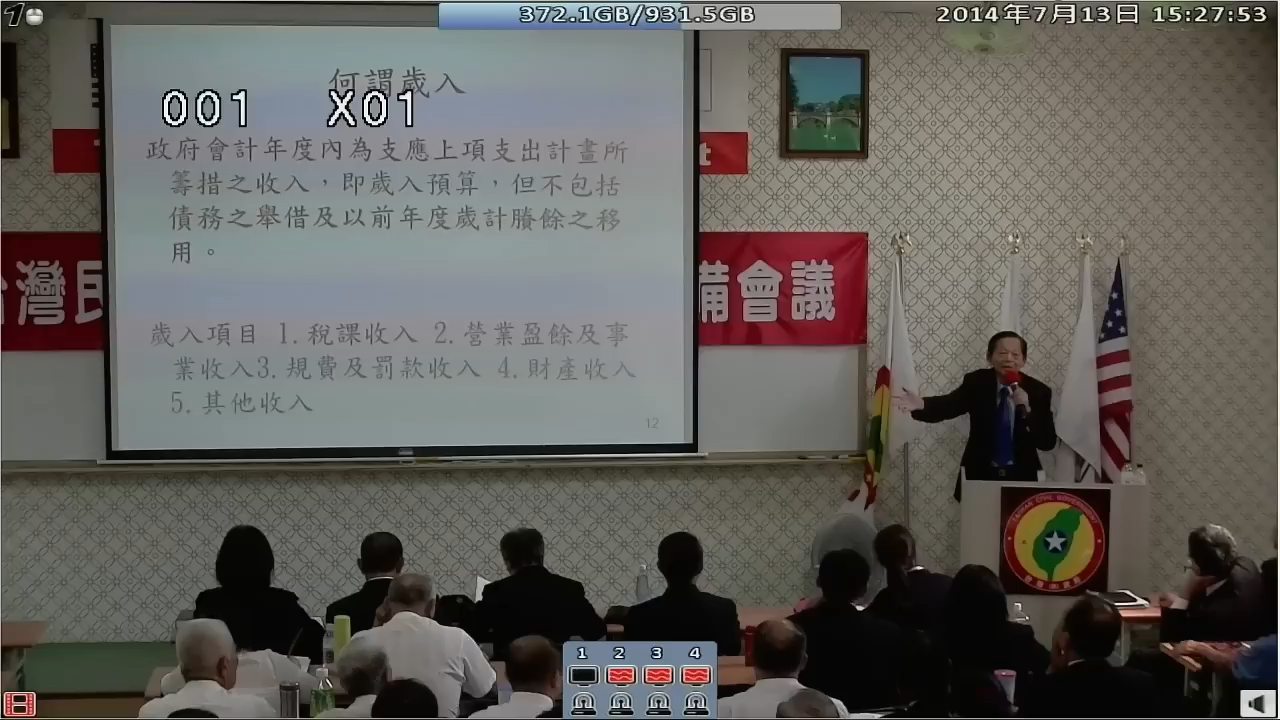 372.1GB/931.5GB
2014年7月13日 15:27:53
何謂歲入
001 X01
政府會計年度內為支應上項支出計畫所
籌措之收入，即歲入預算，但不包括
債務之舉借及以前年度歲計賸餘之移
用。
歲入項目 1.稅課收入 2.營業盈餘及事
業收入3.規費及罰款收入 4.財產收入
5.其他收入
12
t
台灣民
備會議
TAIWAN CIVIL GOVERNMENT
1 2 3 4